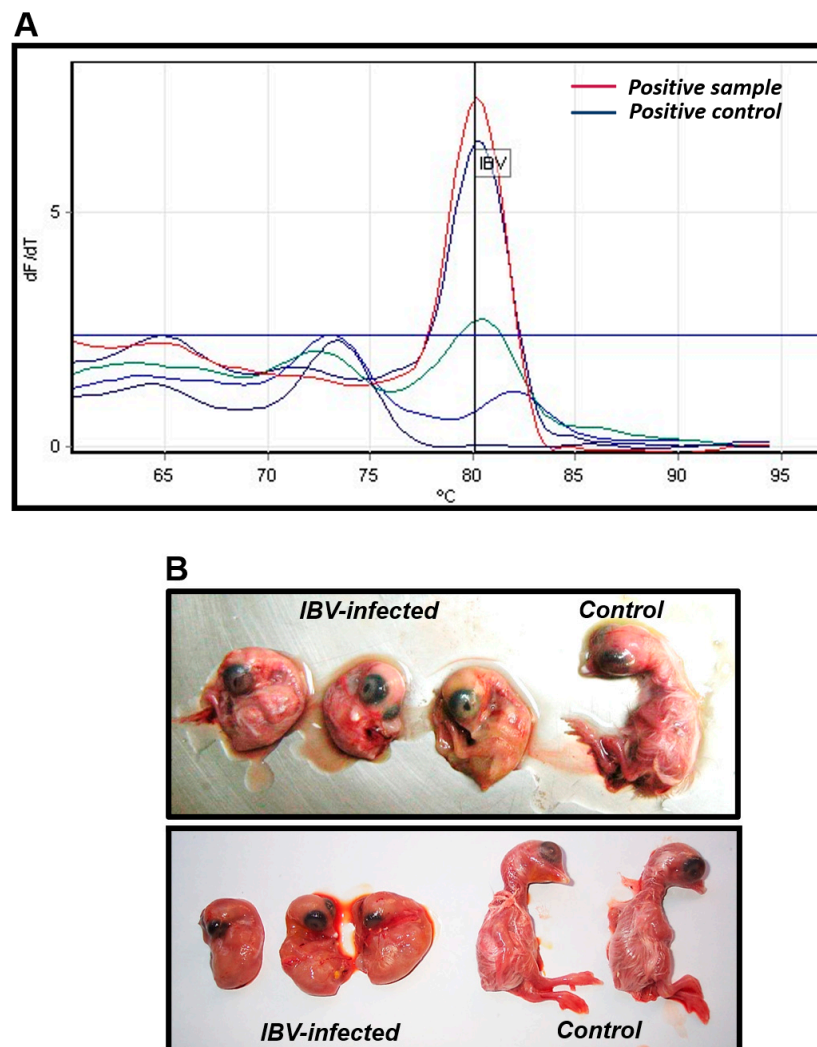 A
Positive sample
Positive control
IBV
5
0
dF/dT
65 70 75 80 85 90 95
°C
B
IBV-infected Control
IBV-infected Control